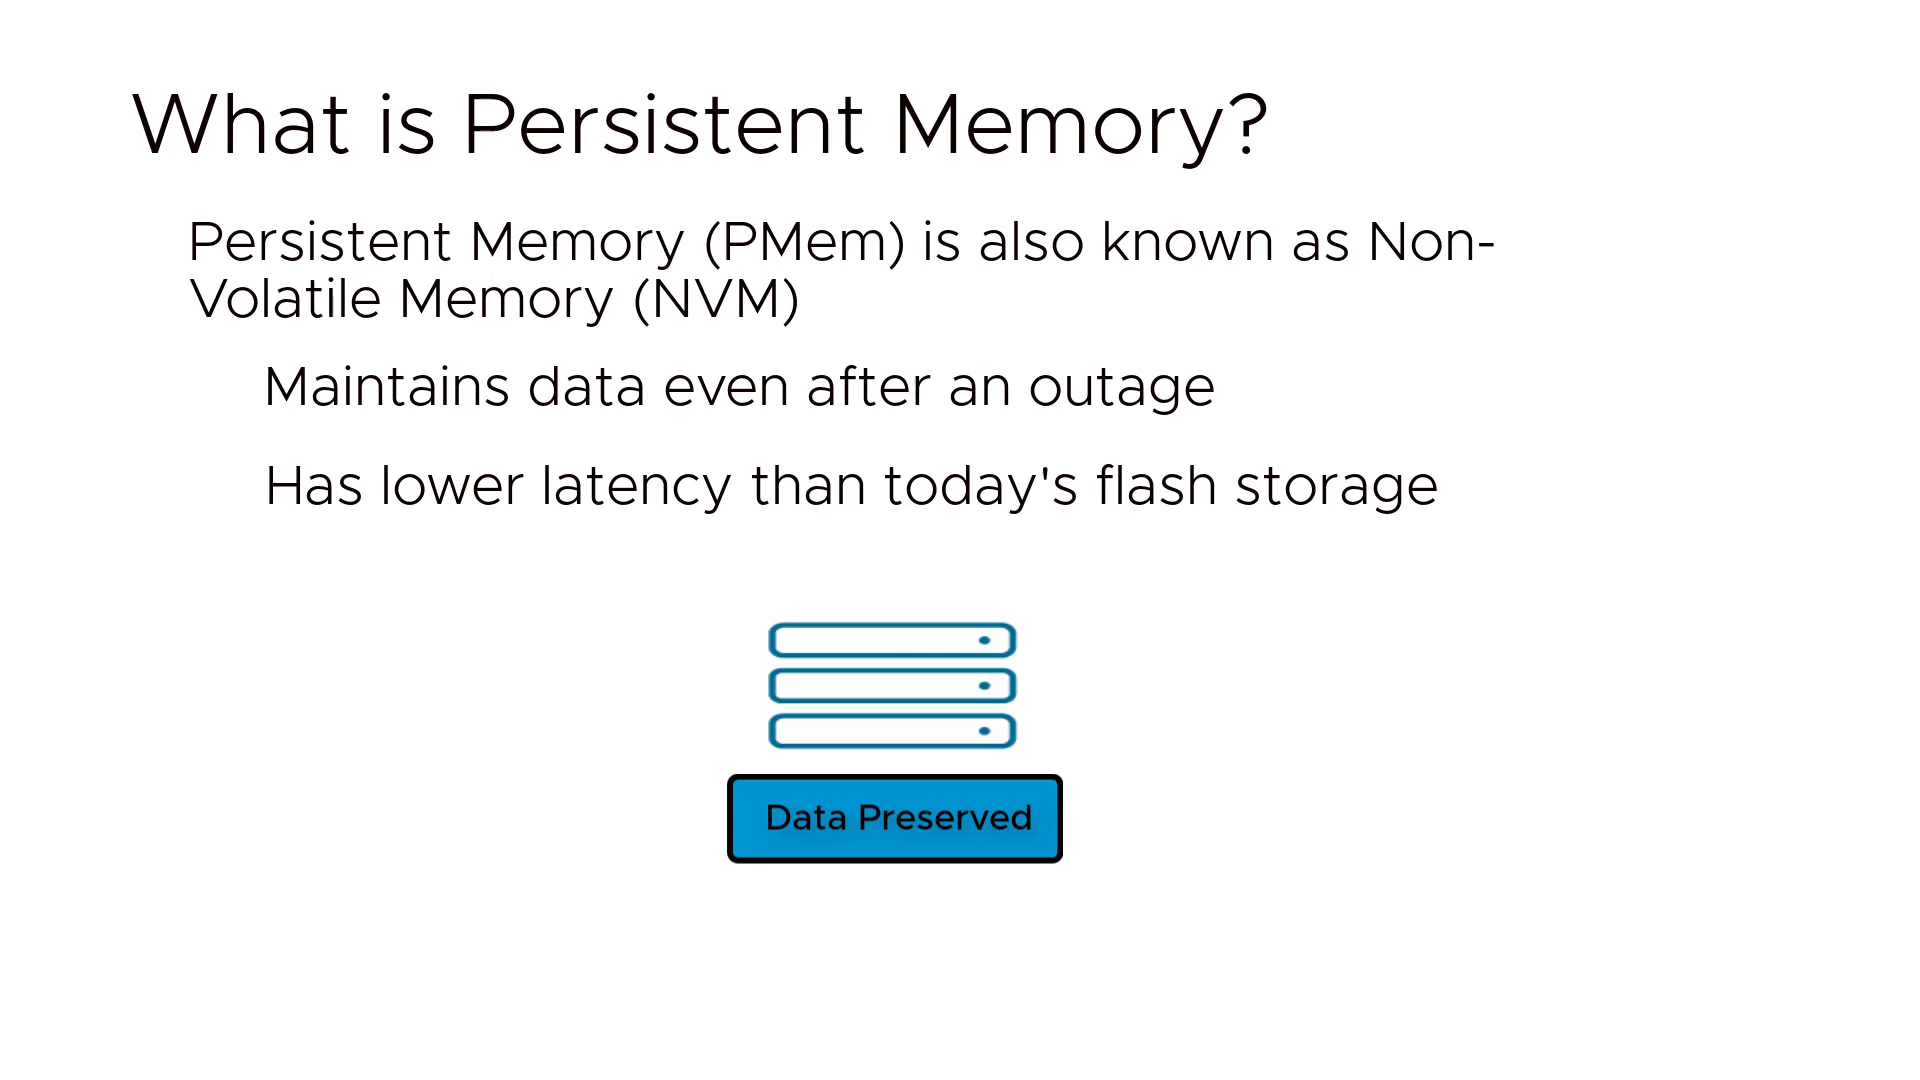 What is Persistent Memory?
Persistent Memory (PMem) is also known as Non-
Volatile Memory (NVM)
Maintains data even after an outage
Has lower latency than today's flash storage
Data Preserved